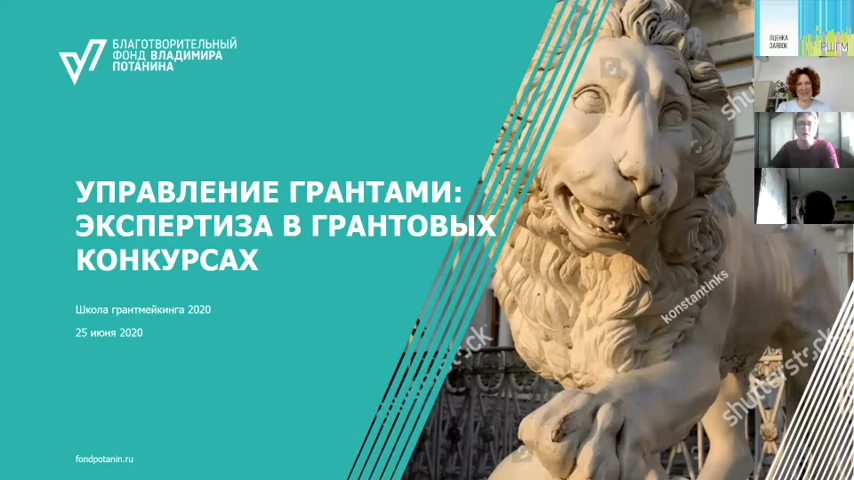 БЛАГОТВОРИТЕЛЬНЫЙ
ФОНД ВЛАДИМИРА
ПОТАНИНА
УПРАВЛЕНИЕ ГРАНТАМИ:
ЭКСПЕРТИЗА В ГРАНТОВЫХ
КОНКУРСАХ
Школа грантмейкинга 2020
25 июня 2020
fondpotanin.ru
ОЦЕНКА
ЗАЯВОК
РШГМ
konstantinks
shutterstock